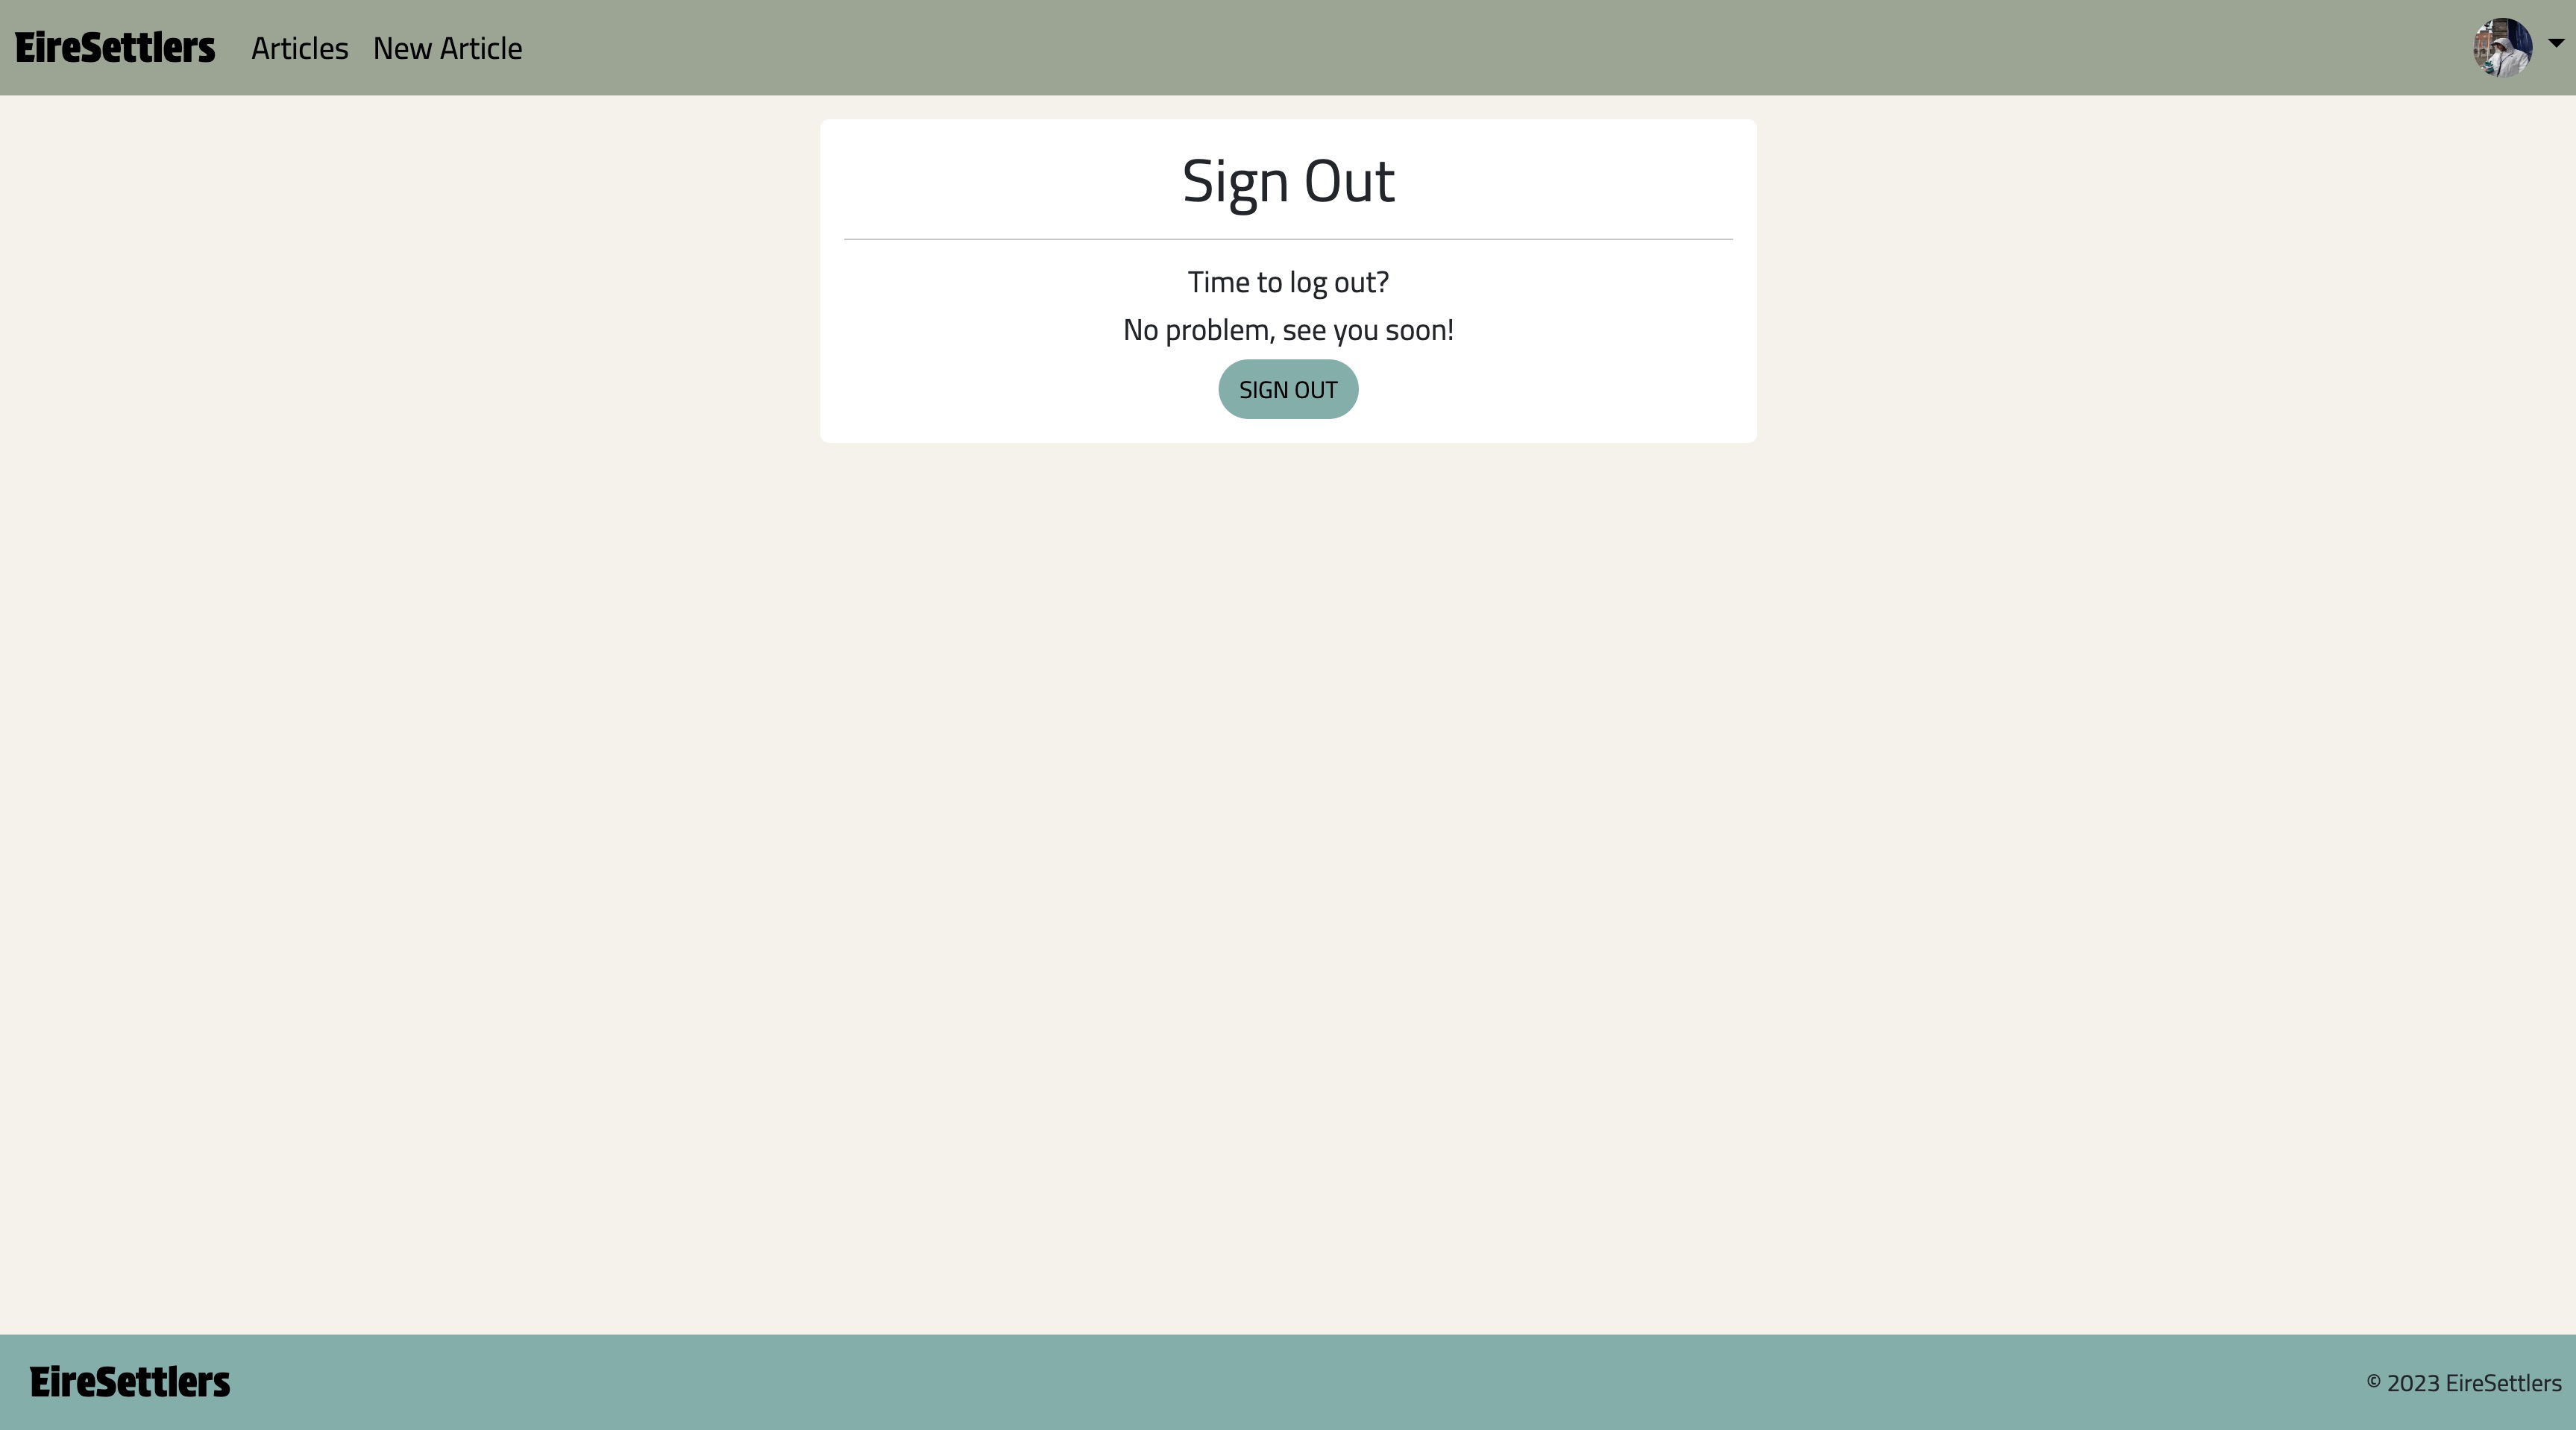 EireSettlers Articles New Article
Sign Out
Time to log out?
No problem, see you soon!
SIGN OUT
EireSettlers © 2023 EireSettlers